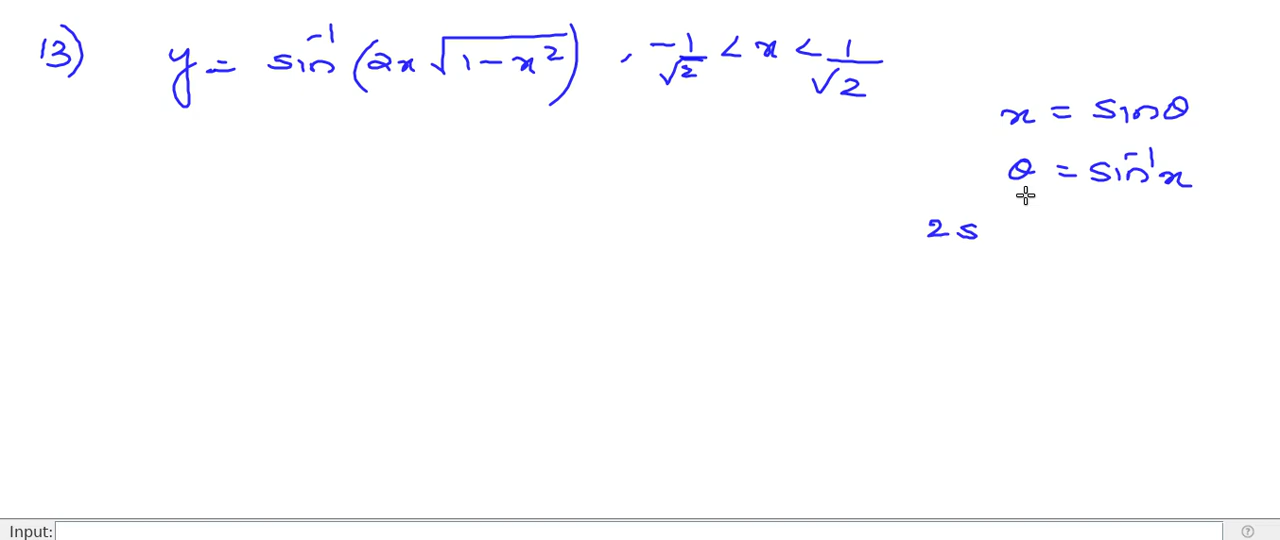 13) y = sin⁻¹(2x √(1-x²)) , -1/√2 < x < 1/√2
x = sinθ
θ = sin⁻¹x
2s
Input: